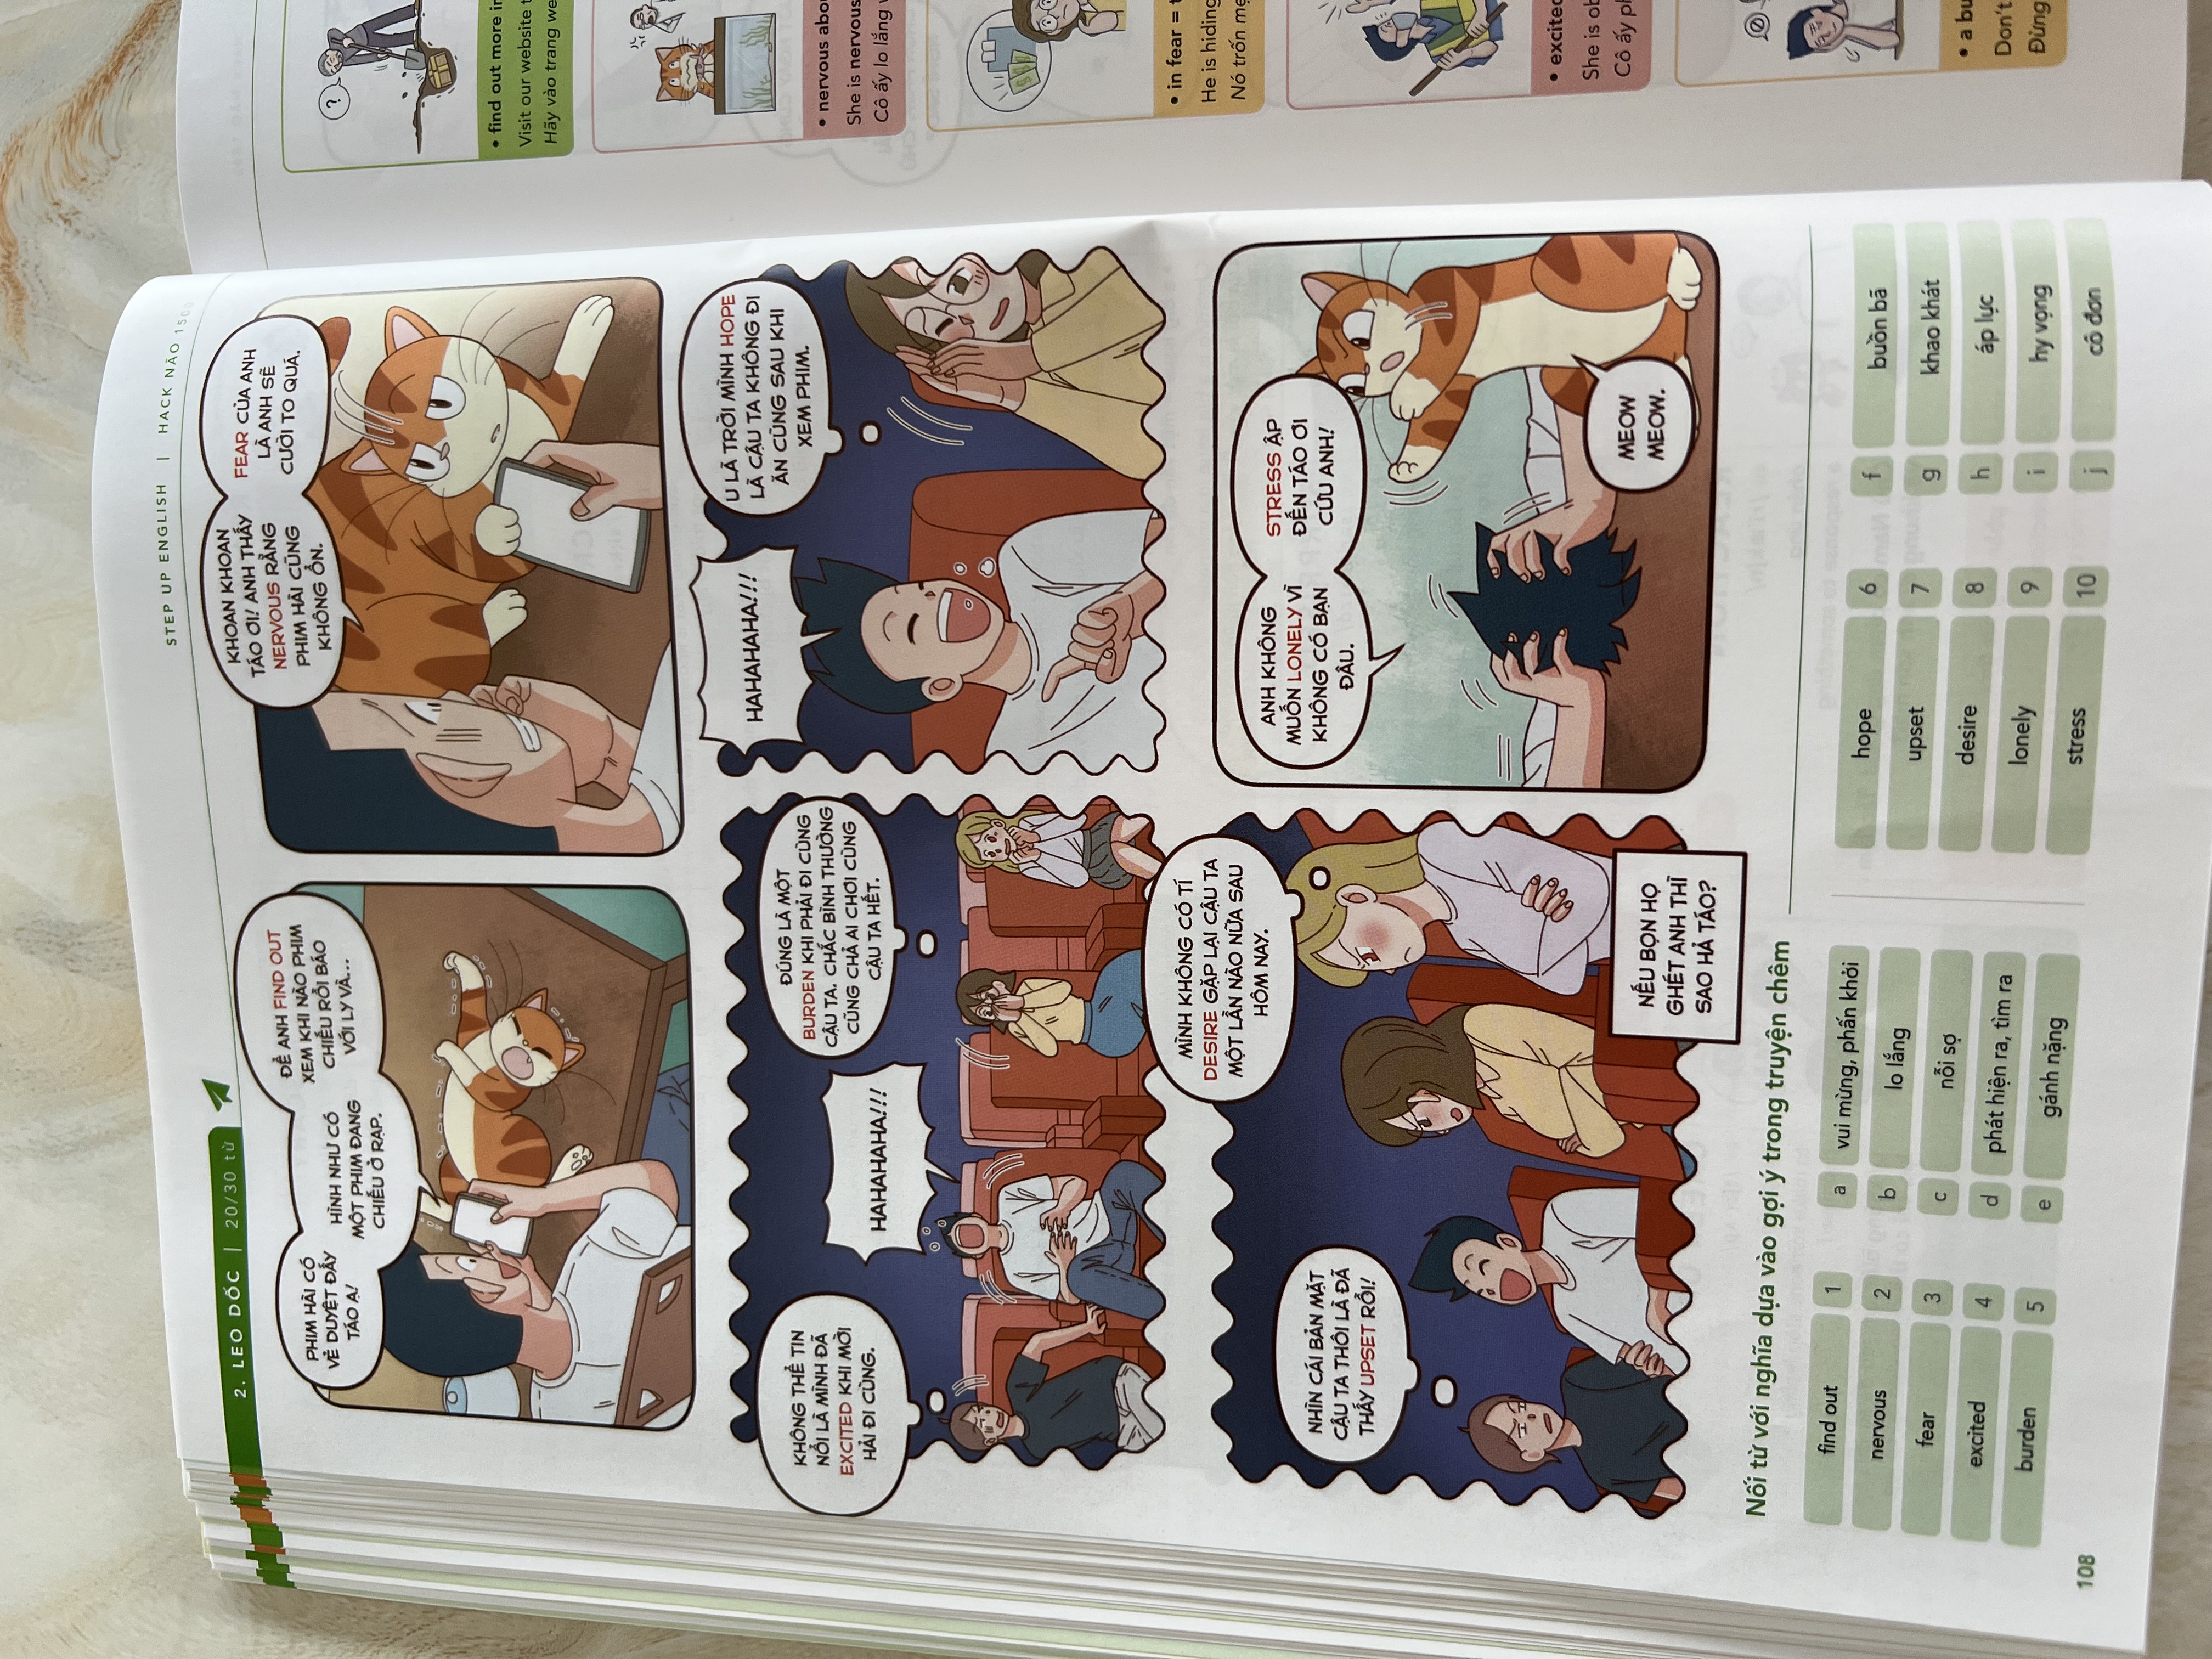 STEP UP ENGLISH | HACK NÃO 150
2. LEO DỐC | 20/30 từ
PHIM HÀI CÓ
VẺ DUYỆT ĐẤY
TÁO Ạ!
HÌNH NHƯ CÓ
MỘT PHIM ĐANG
CHIẾU Ở RẠP.
ĐỂ ANH FIND OUT
XEM KHI NÀO PHIM
CHIẾU RỒI BÁO
VỚI LY VÀ...
KHOAN KHOAN
TÁO ƠI! ANH THẤY
NERVOUS RẰNG
PHIM HÀI CŨNG
KHÔNG ỔN.
FEAR CỦA ANH
LÀ ANH SẼ
CƯỜI TO QUÁ.
KHÔNG THỂ TIN
NỔI LÀ MÌNH ĐÃ
EXCITED KHI MỜI
HẢI ĐI CÙNG.
HAHAHAHA!!!
ĐÚNG LÀ MỘT
BURDEN KHI PHẢI ĐI CÙNG
CẬU TA. CHẮC BÌNH THƯỜNG
CŨNG CHẢ AI CHƠI CÙNG
CẬU TA HẾT.
HAHAHAHA!!!
U LÀ TRỜI MÌNH HOPE
LÀ CẬU TA KHÔNG ĐI
ĂN CÙNG SAU KHI
XEM PHIM.
NHÌN CÁI BẢN MẶT
CẬU TA THÔI LÀ ĐÃ
THẤY UPSET RỒI!
MÌNH KHÔNG CÓ TÍ
DESIRE GẶP LẠI CẬU TA
MỘT LẦN NÀO NỮA SAU
HÔM NAY.
NẾU BỌN HỌ
GHÉT ANH THÌ
SAO HẢ TÁO?
ANH KHÔNG
MUỐN LONELY VÌ
KHÔNG CÓ BẠN
ĐÂU.
STRESS ẬP
ĐẾN TÁO ƠI
CỨU ANH!
MEOW
MEOW.
Nối từ với nghĩa dựa vào gợi ý trong truyện chêm
find out 1
nervous 2
fear 3
excited 4
burden 5
a vui mừng, phấn khởi
b lo lắng
c nỗi sợ
d phát hiện ra, tìm ra
e gánh nặng
hope 6
upset 7
desire 8
lonely 9
stress 10
f buồn bã
g khao khát
h áp lực
i hy vọng
j cô đơn
108
?
• find out more
Visit our website
Hãy vào trang
• nervous
She is nervous
Cô ấy lo lắng
• in fear =
He is hiding
Nó trốn
• excited
She is
Cô ấy
• a
Don't
Đừng